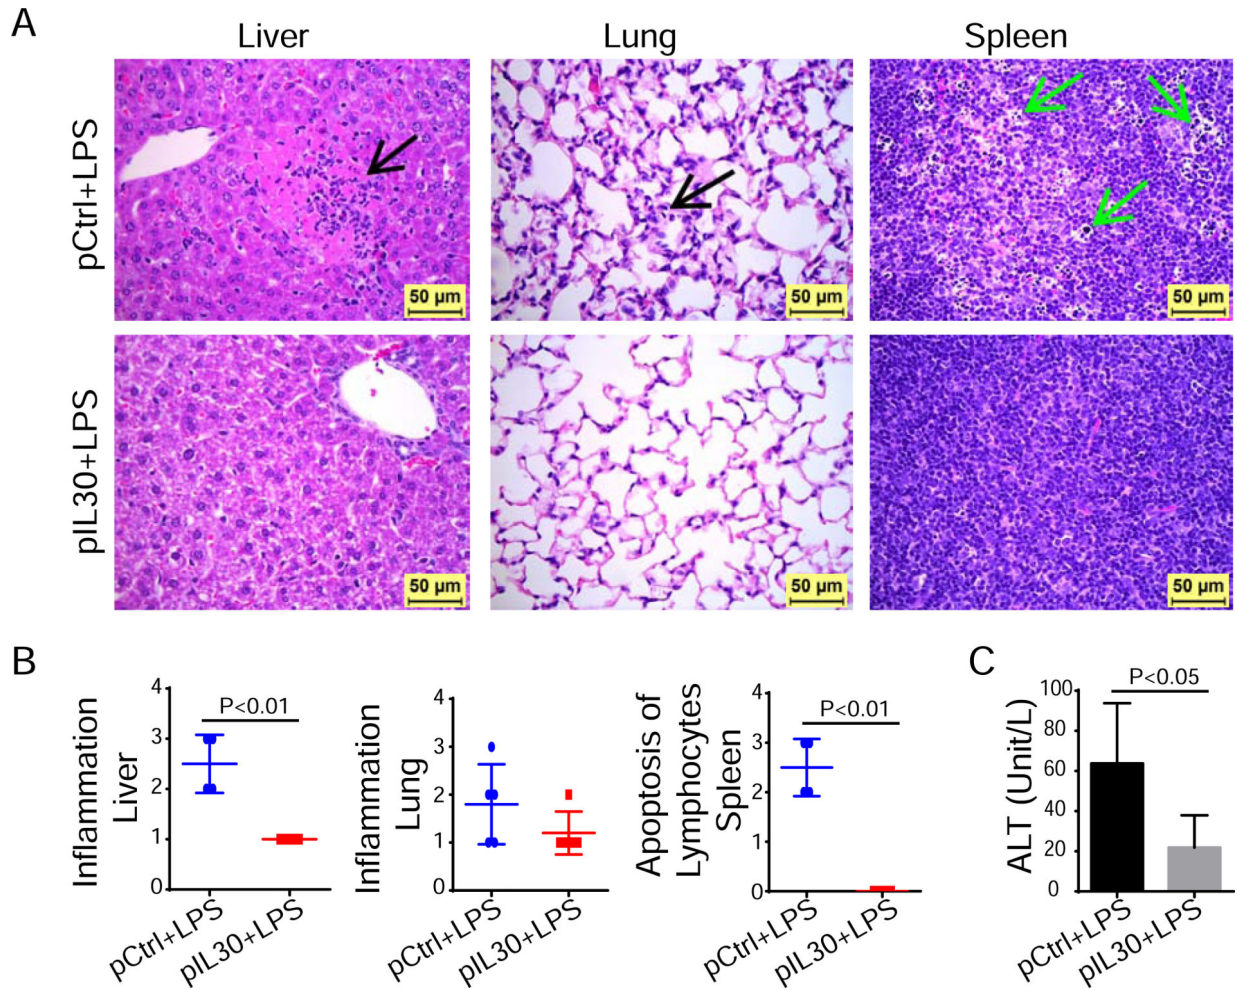 A
Liver
Lung
Spleen
pCtrl+LPS
50 µm
50 µm
50 µm
pIL30+LPS
50 µm
50 µm
50 µm
B
Inflammation
Liver
4
3
2
1
0
P<0.01
pCtrl+LPS
pIL30+LPS
Inflammation
Lung
4
3
2
1
0
pCtrl+LPS
pIL30+LPS
Apoptosis of
Lymphocytes
Spleen
4
3
2
1
0
P<0.01
pCtrl+LPS
pIL30+LPS
C
ALT (Unit/L)
100
80
60
40
20
0
P<0.05
pCtrl+LPS
pIL30+LPS